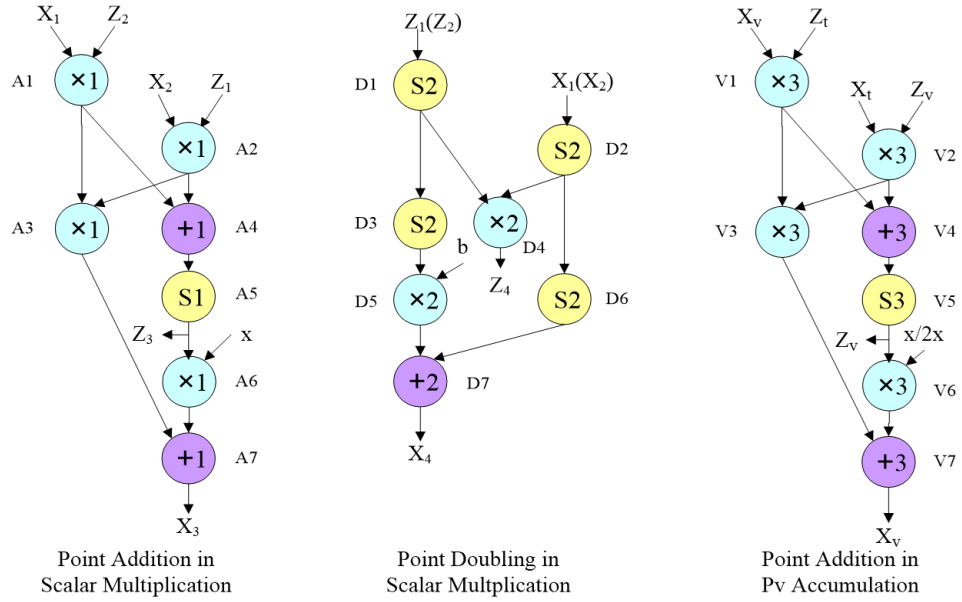 X₁ Z₂
A1 ×1
X₂ Z₁
A2
×1
A3 ×1 +1 A4
S1 A5
Z₃ x
×1 A6
+1 A7
X₃
Point Addition in
Scalar Multiplication
Z₁(Z₂)
D1 S2
X₁(X₂)
S2 D2
D3 S2 ×2
D4
b
Z₄
D5 ×2 S2 D6
+2 D7
X₄
Point Doubling in
Scalar Multplication
Xᵥ Zₜ
V1 ×3
Xₜ Zᵥ
×3 V2
V3 ×3 +3 V4
S3 V5
Zᵥ x/2x
×3 V6
+3 V7
Xᵥ
Point Addition in
Pv Accumulation